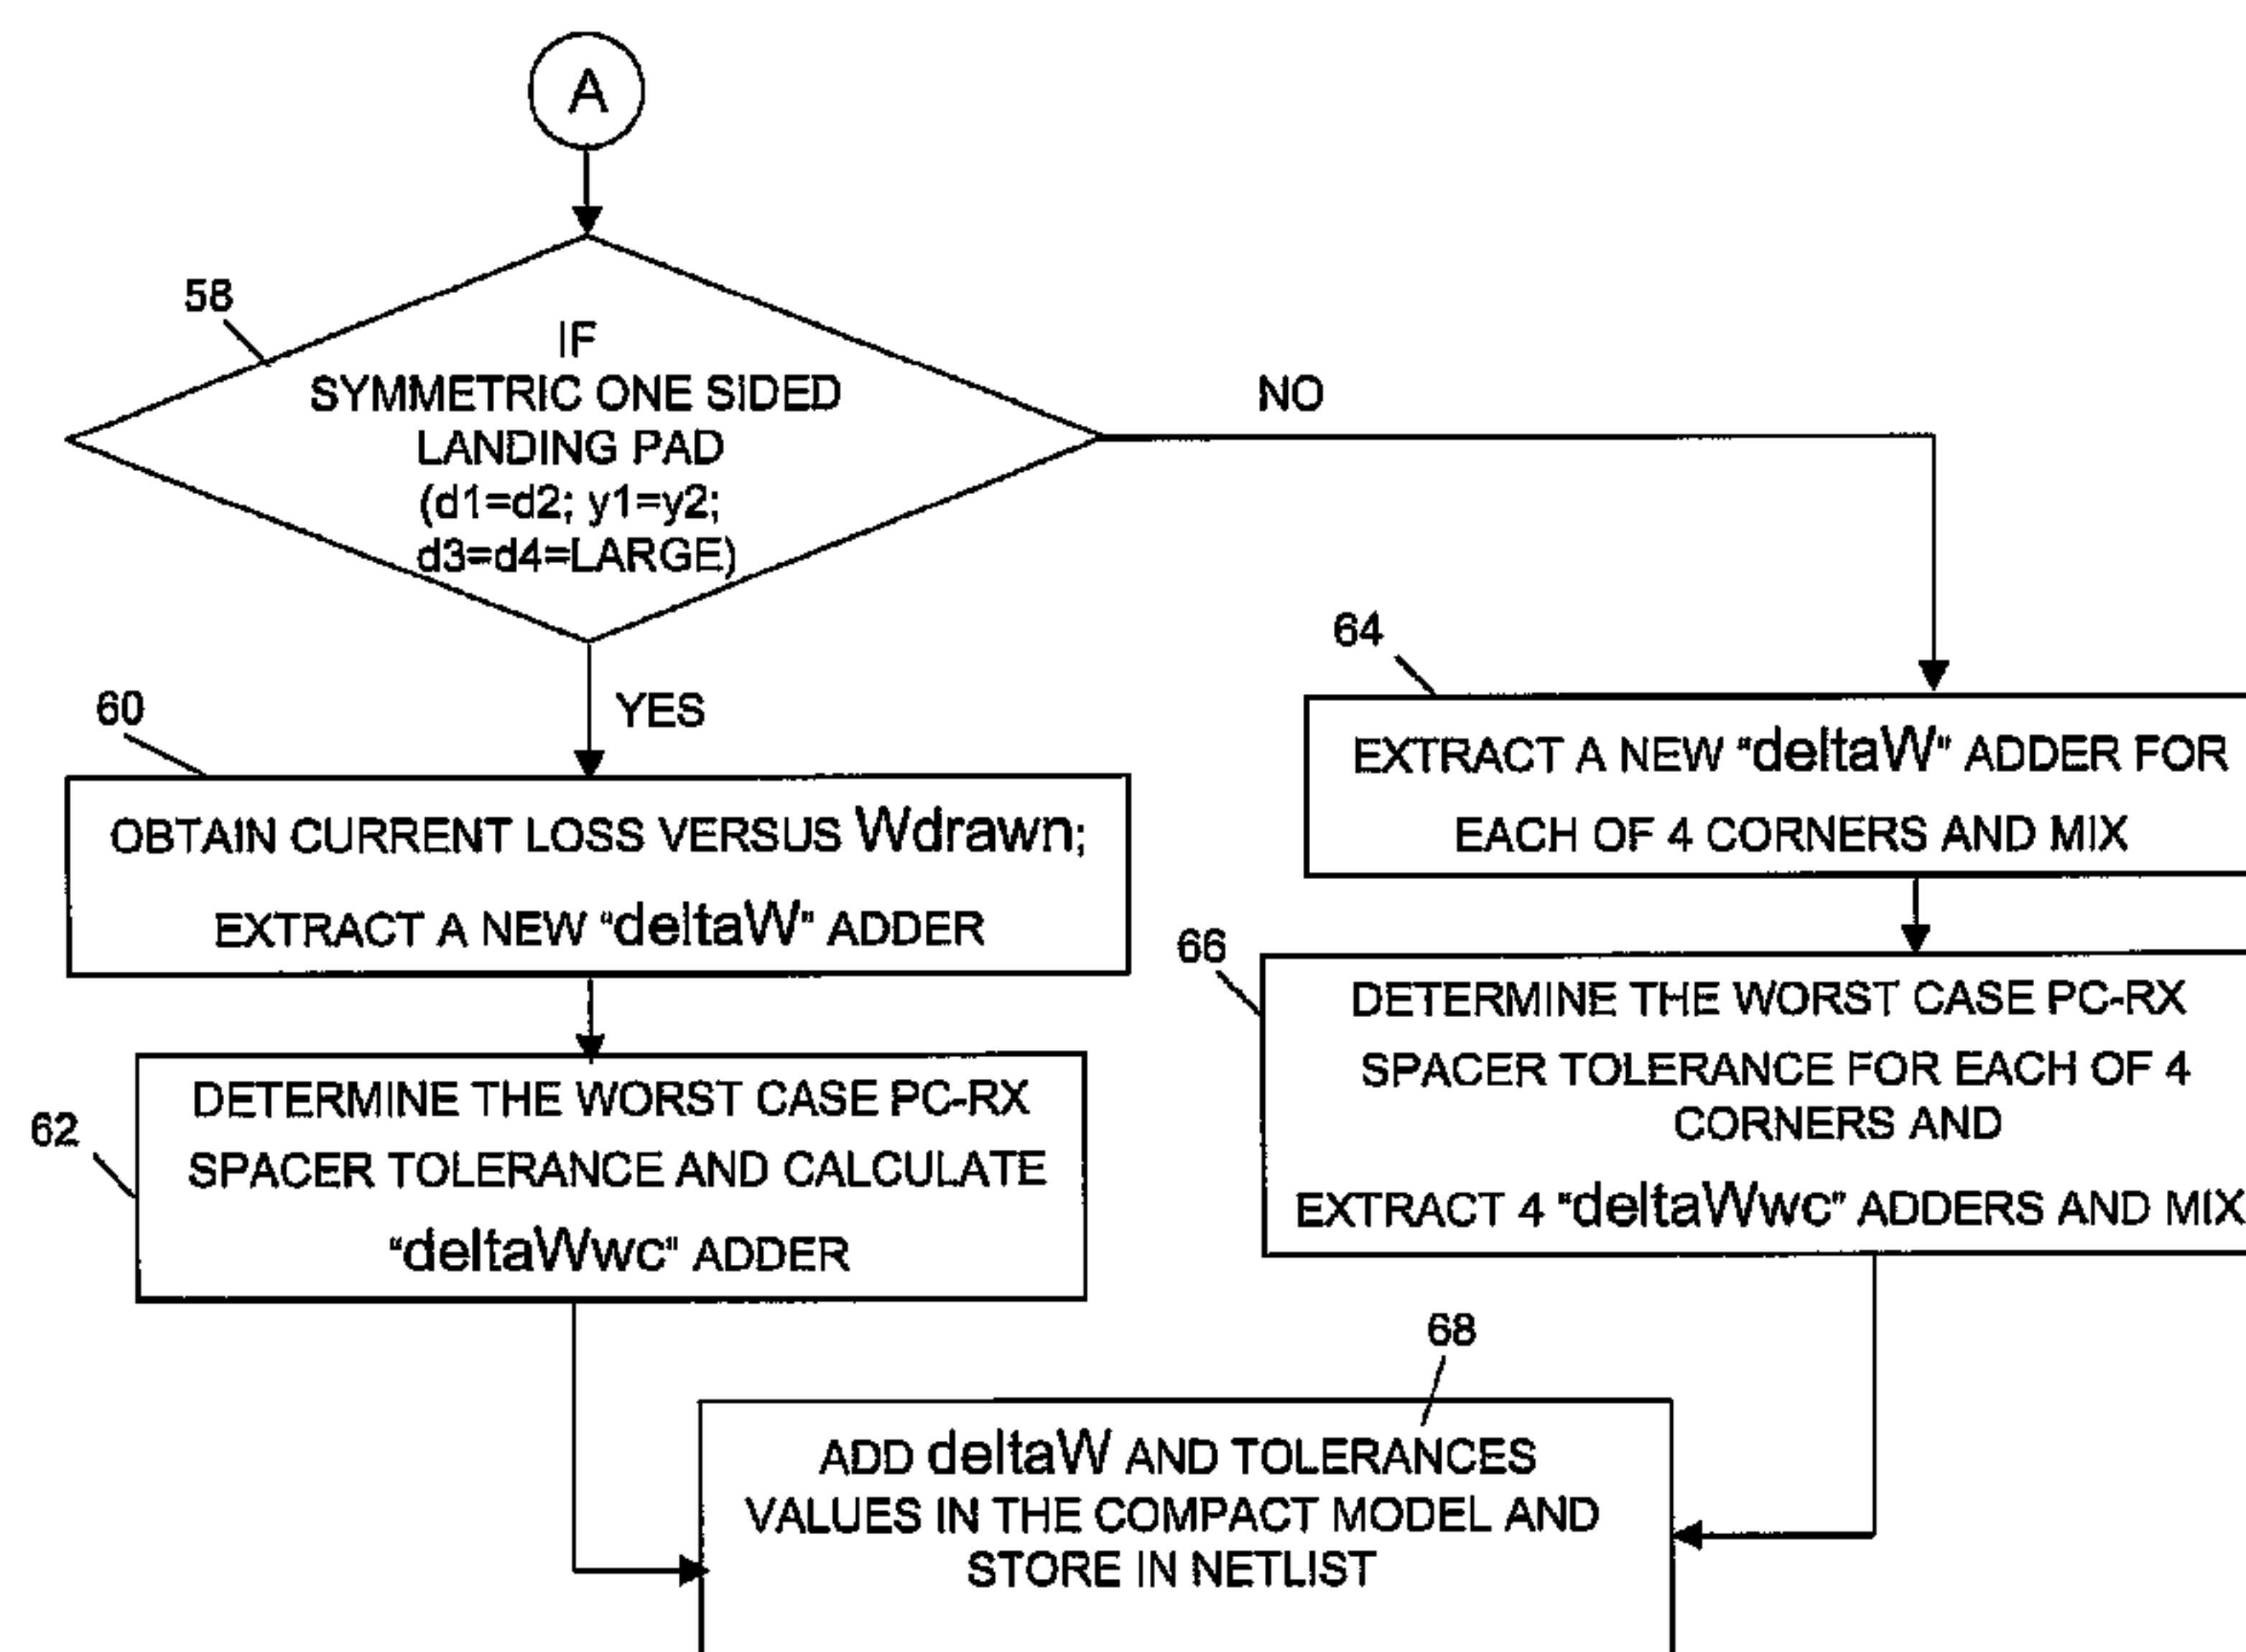 A
58
IF
SYMMETRIC ONE SIDED
LANDING PAD
(d1=d2; y1=y2;
d3=d4=LARGE)
NO
YES
60
OBTAIN CURRENT LOSS VERSUS Wdrawn;
EXTRACT A NEW "deltaW" ADDER
62
DETERMINE THE WORST CASE PC-RX
SPACER TOLERANCE AND CALCULATE
"deltaWwc" ADDER
64
EXTRACT A NEW "deltaW" ADDER FOR
EACH OF 4 CORNERS AND MIX
66
DETERMINE THE WORST CASE PC-RX
SPACER TOLERANCE FOR EACH OF 4
CORNERS AND
EXTRACT 4 "deltaWwc" ADDERS AND MIX
68
ADD deltaW AND TOLERANCES
VALUES IN THE COMPACT MODEL AND
STORE IN NETLIST